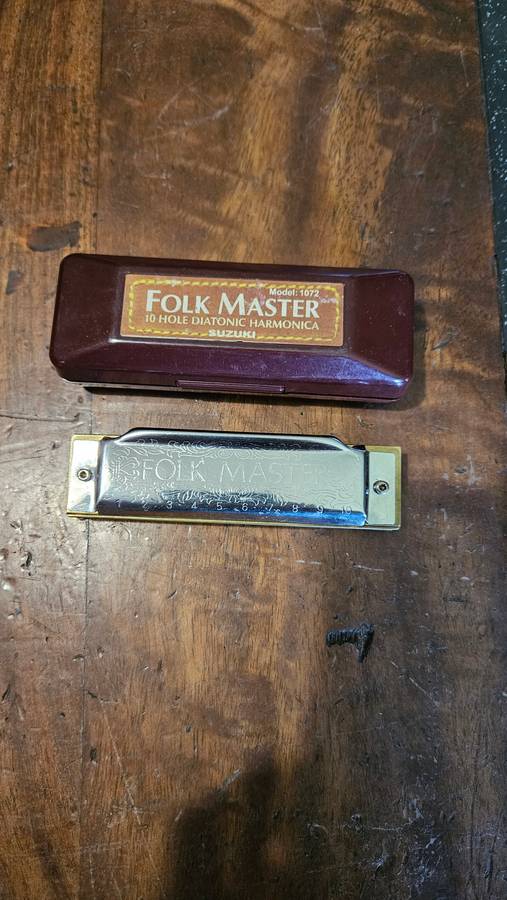 Model: 1072
FOLK MASTER
10 HOLE DIATONIC HARMONICA
SUZUKI
FOLK MASTER
1 3 4 5 6 7 8 9 10